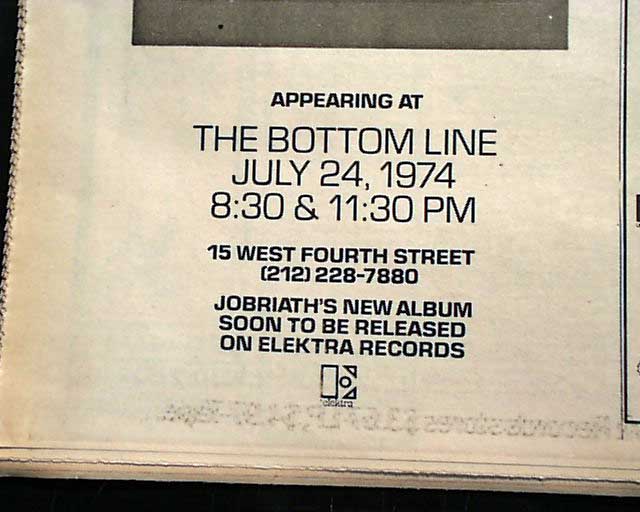 APPEARING AT
THE BOTTOM LINE
JULY 24, 1974
8:30 & 11:30 PM
15 WEST FOURTH STREET
(212) 228-7880
JOBRIATH'S NEW ALBUM
SOON TO BE RELEASED
ON ELEKTRA RECORDS
elektra